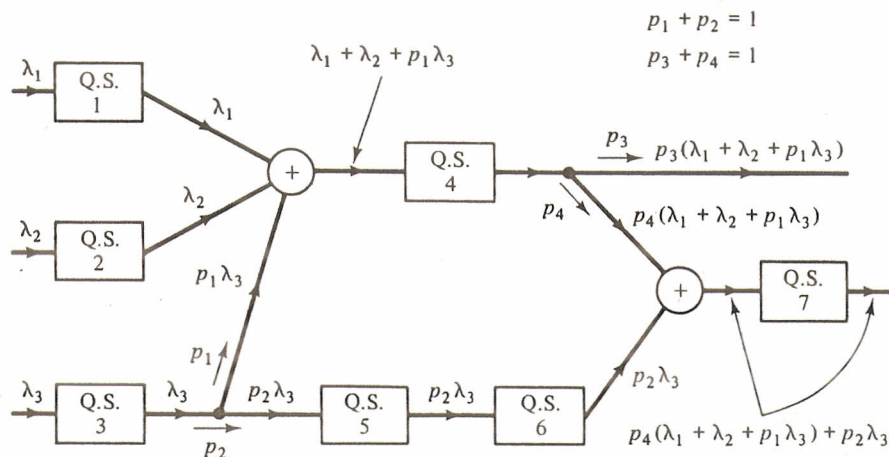 p₁ + p₂ = 1
p₃ + p₄ = 1
λ₁ + λ₂ + p₁λ₃
λ₁
Q.S.
1
λ₁
λ₂
Q.S.
2
λ₂
+
Q.S.
4
p₃
p₃(λ₁ + λ₂ + p₁λ₃)
p₄
p₄(λ₁ + λ₂ + p₁λ₃)
p₁λ₃
p₁
+
Q.S.
7
λ₃
Q.S.
3
λ₃
p₂
p₂λ₃
Q.S.
5
p₂λ₃
Q.S.
6
p₂λ₃
p₄(λ₁ + λ₂ + p₁λ₃) + p₂λ₃